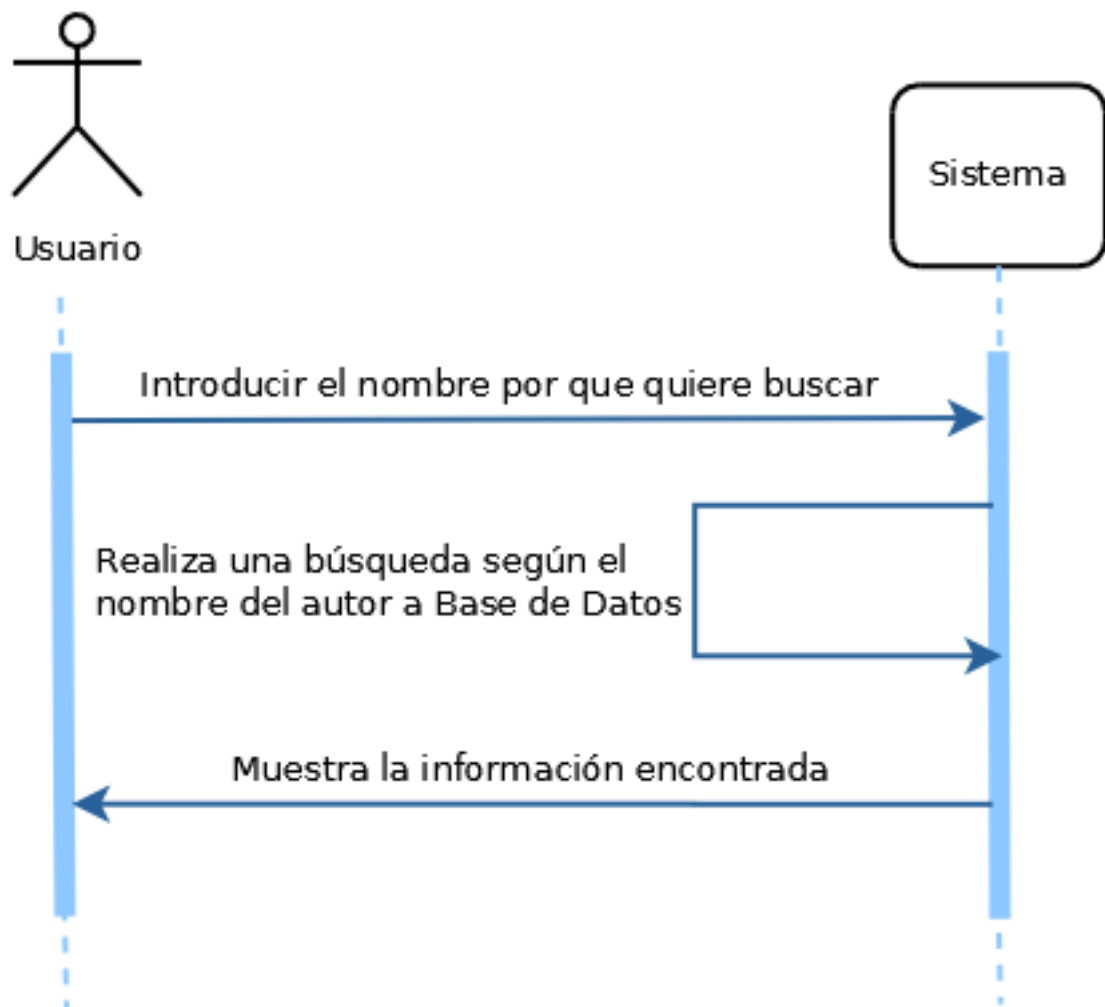 Usuario
Sistema
Introducir el nombre por que quiere buscar
Realiza una búsqueda según el
nombre del autor a Base de Datos
Muestra la información encontrada